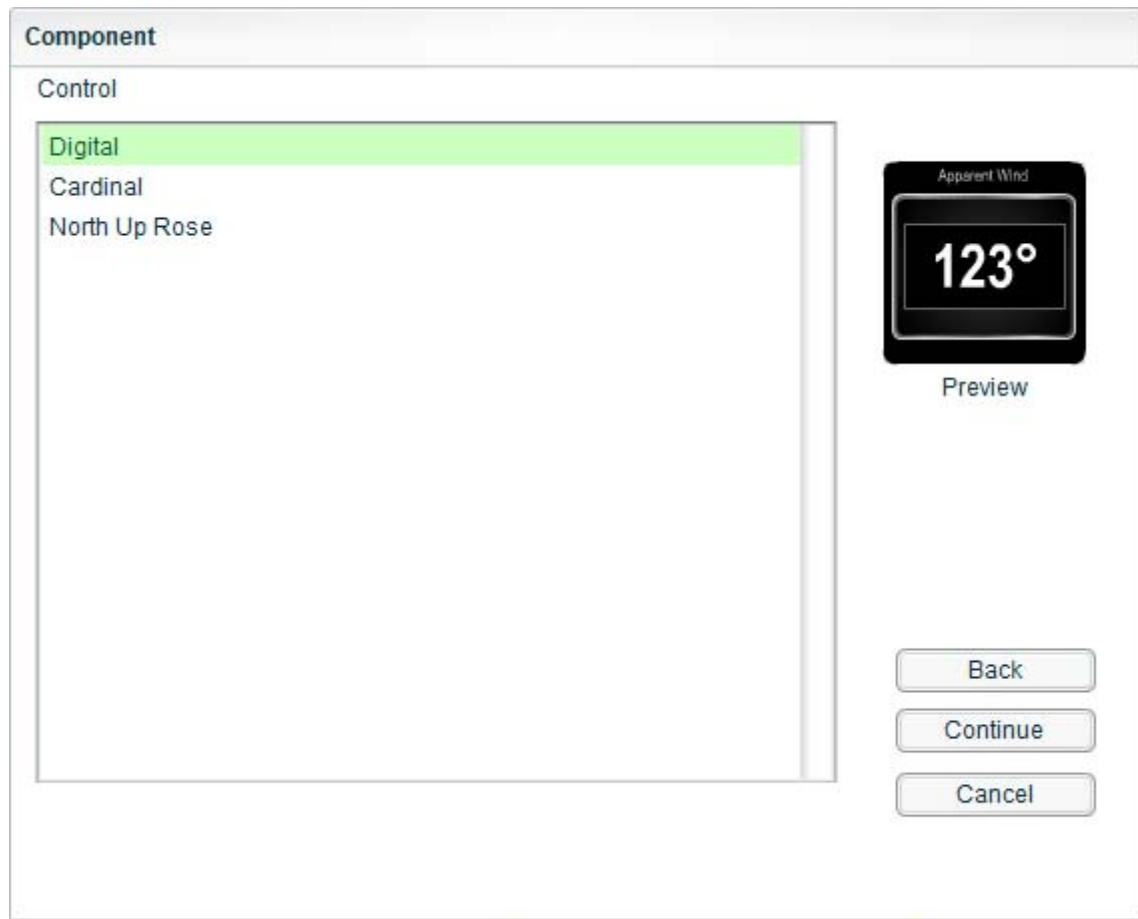 Component
Control
Digital
Cardinal
North Up Rose
Apparent Wind
123°
Preview
Back
Continue
Cancel